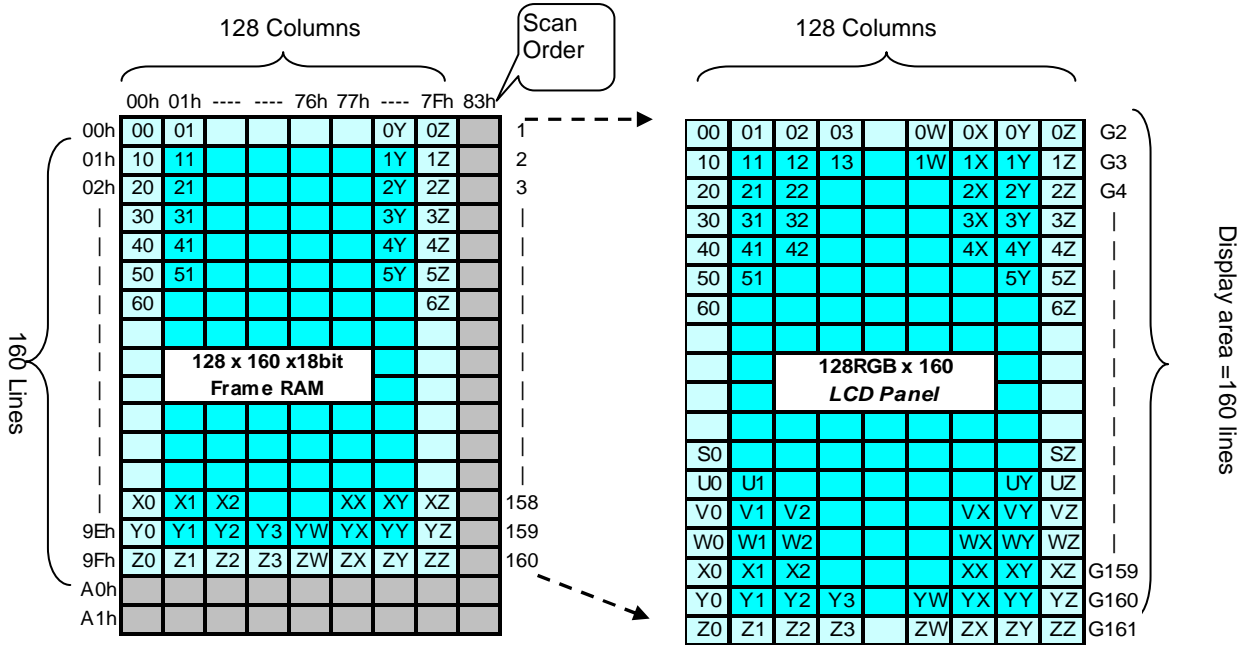 128 Columns
Scan
Order
128 Columns
00h 01h ---- ---- 76h 77h ---- 7Fh 83h
00h 00 01 0Y 0Z 1
01h 10 11 1Y 1Z 2
02h 20 21 2Y 2Z 3
30 31 3Y 3Z
40 41 4Y 4Z
50 51 5Y 5Z
60 6Z
128 x 160 x18bit
Frame RAM
X0 X1 X2 XX XY XZ 158
9Eh Y0 Y1 Y2 Y3 YW YX YY YZ 159
9Fh Z0 Z1 Z2 Z3 ZW ZX ZY ZZ 160
A0h
A1h
160 Lines
00 01 02 03 0W 0X 0Y 0Z G2
10 11 12 13 1W 1X 1Y 1Z G3
20 21 22 2X 2Y 2Z G4
30 31 32 3X 3Y 3Z
40 41 42 4X 4Y 4Z
50 51 5Y 5Z
60 6Z
128RGB x 160
LCD Panel
S0 SZ
U0 U1 UY UZ
V0 V1 V2 VX VY VZ
W0 W1 W2 WX WY WZ
X0 X1 X2 XX XY XZ G159
Y0 Y1 Y2 Y3 YW YX YY YZ G160
Z0 Z1 Z2 Z3 ZW ZX ZY ZZ G161
Display area =160 lines